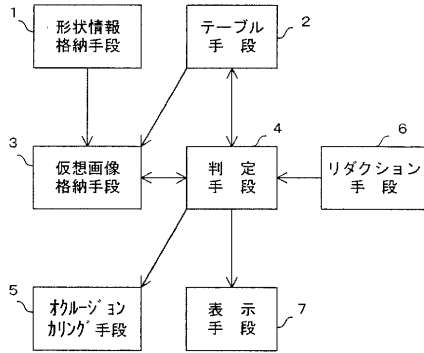 1
形状情報
格納手段
テーブル
手 段
2
3
仮想画像
格納手段
4
判 定
手 段
6
リダクション
手 段
5
オクルージョン
カリング手段
表 示
手 段
7